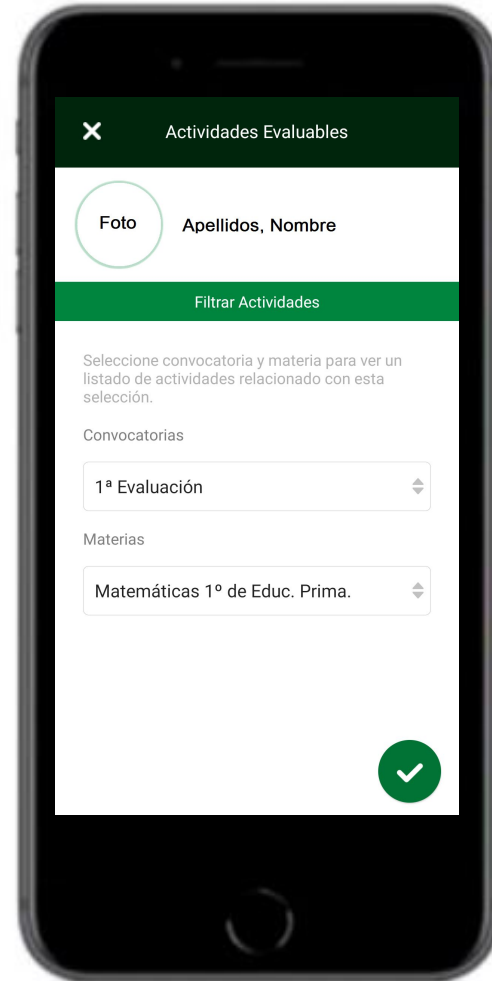 Actividades Evaluables
Foto
Apellidos, Nombre
Filtrar Actividades
Seleccione convocatoria y materia para ver un
listado de actividades relacionado con esta
selección.
Convocatorias
1ª Evaluación
Materias
Matemáticas 1º de Educ. Prima.